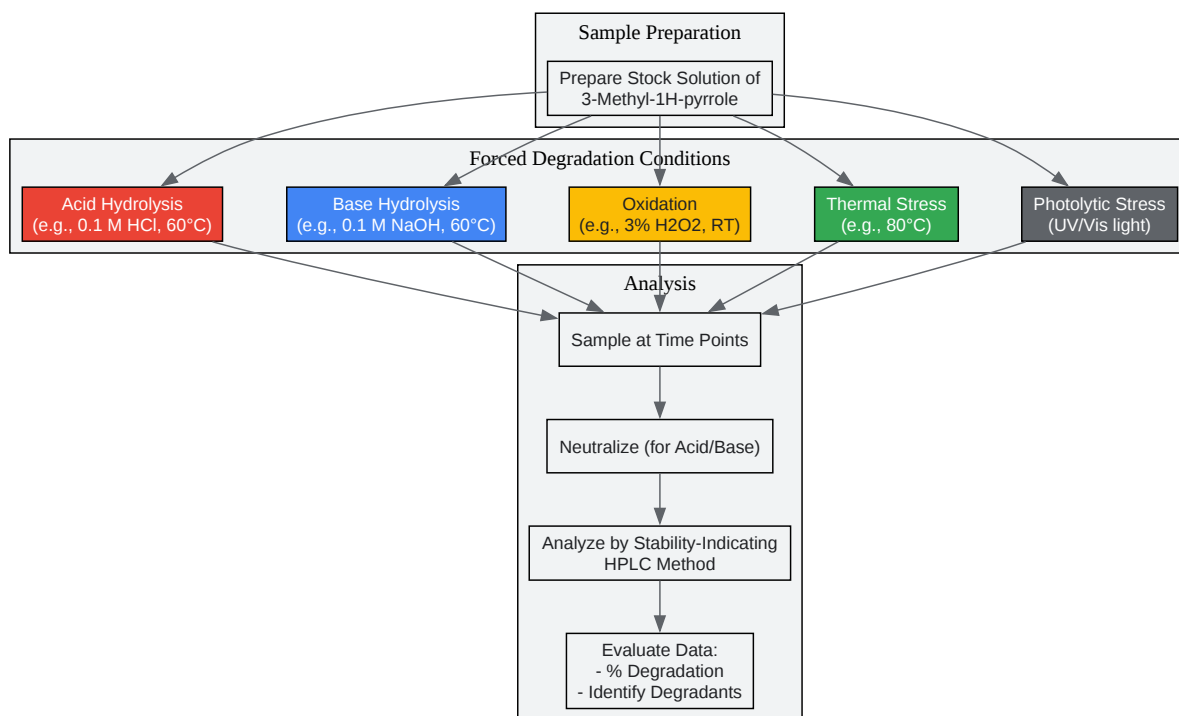 Sample Preparation
Prepare Stock Solution of
3-Methyl-1H-pyrrole
Forced Degradation Conditions
Acid Hydrolysis
(e.g., 0.1 M HCl, 60°C)
Base Hydrolysis
(e.g., 0.1 M NaOH, 60°C)
Oxidation
(e.g., 3% H2O2, RT)
Thermal Stress
(e.g., 80°C)
Photolytic Stress
(UV/Vis light)
Analysis
Sample at Time Points
Neutralize (for Acid/Base)
Analyze by Stability-Indicating
HPLC Method
Evaluate Data:
- % Degradation
- Identify Degradants